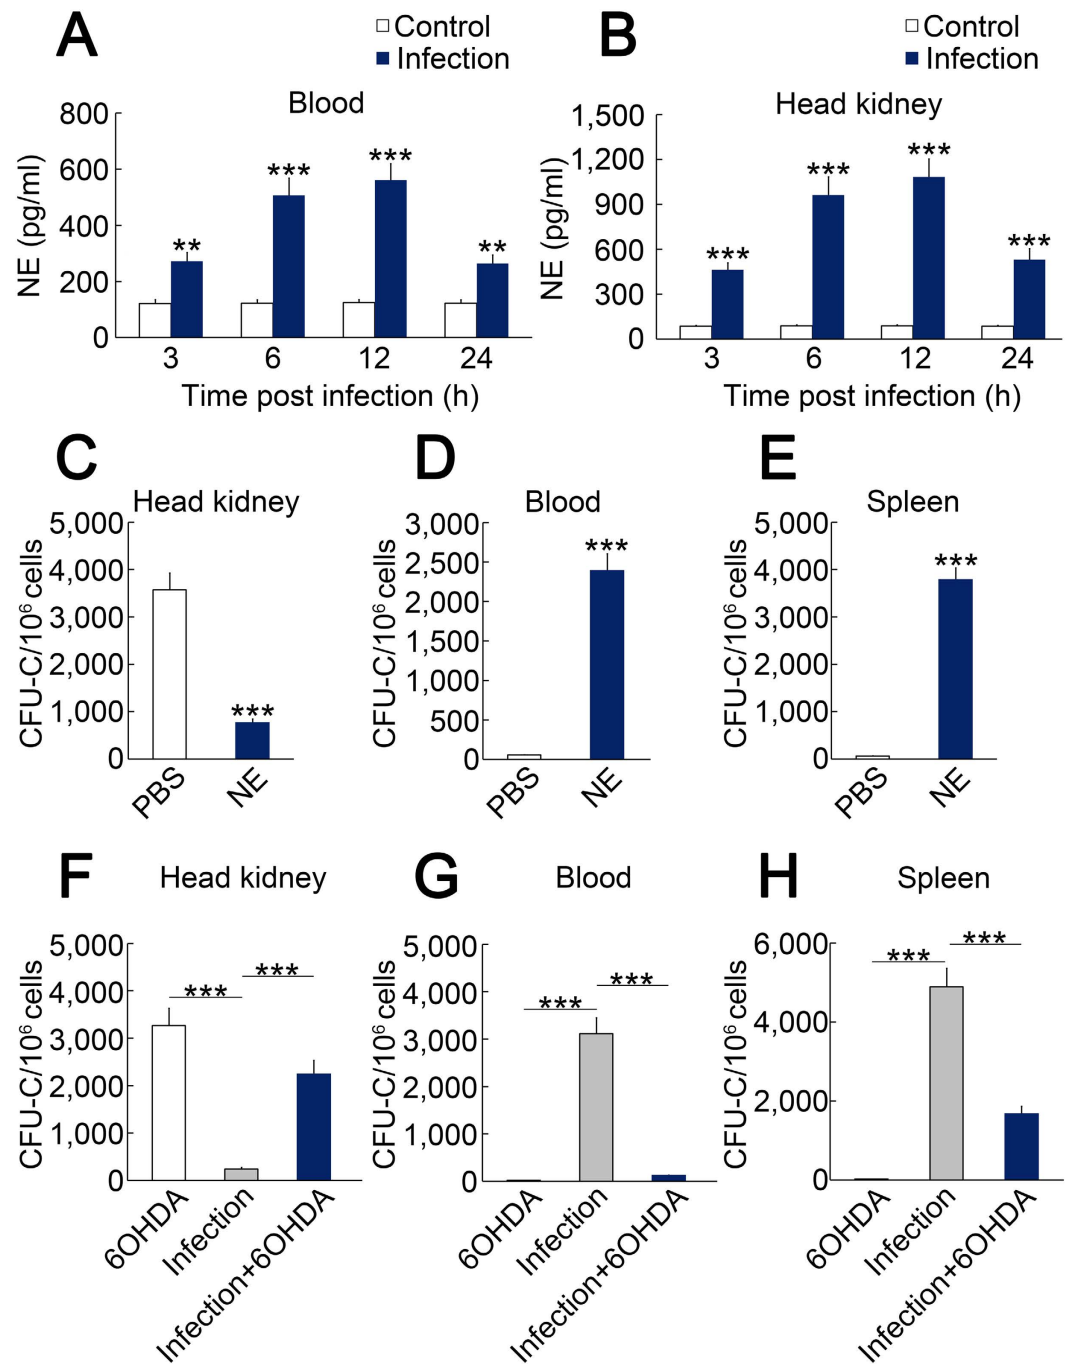 A
□ Control
■ Infection
Blood
NE (pg/ml)
800
600
400
200
0
**
***
***
**
3 6 12 24
Time post infection (h)
B
□ Control
■ Infection
Head kidney
NE (pg/ml)
1,500
1,200
900
600
300
0
***
***
***
***
3 6 12 24
Time post infection (h)
C
Head kidney
CFU-C/10⁶ cells
5,000
4,000
3,000
2,000
1,000
0
***
PBS
NE
D
Blood
CFU-C/10⁶ cells
3,000
2,500
2,000
1,500
1,000
500
0
***
PBS
NE
E
Spleen
CFU-C/10⁶ cells
5,000
4,000
3,000
2,000
1,000
0
***
PBS
NE
F
Head kidney
CFU-C/10⁶ cells
5,000
4,000
3,000
2,000
1,000
0
***
***
6OHDA
Infection
Infection+6OHDA
G
Blood
CFU-C/10⁶ cells
5,000
4,000
3,000
2,000
1,000
0
***
***
6OHDA
Infection
Infection+6OHDA
H
Spleen
CFU-C/10⁶ cells
6,000
4,000
2,000
0
***
***
6OHDA
Infection
Infection+6OHDA